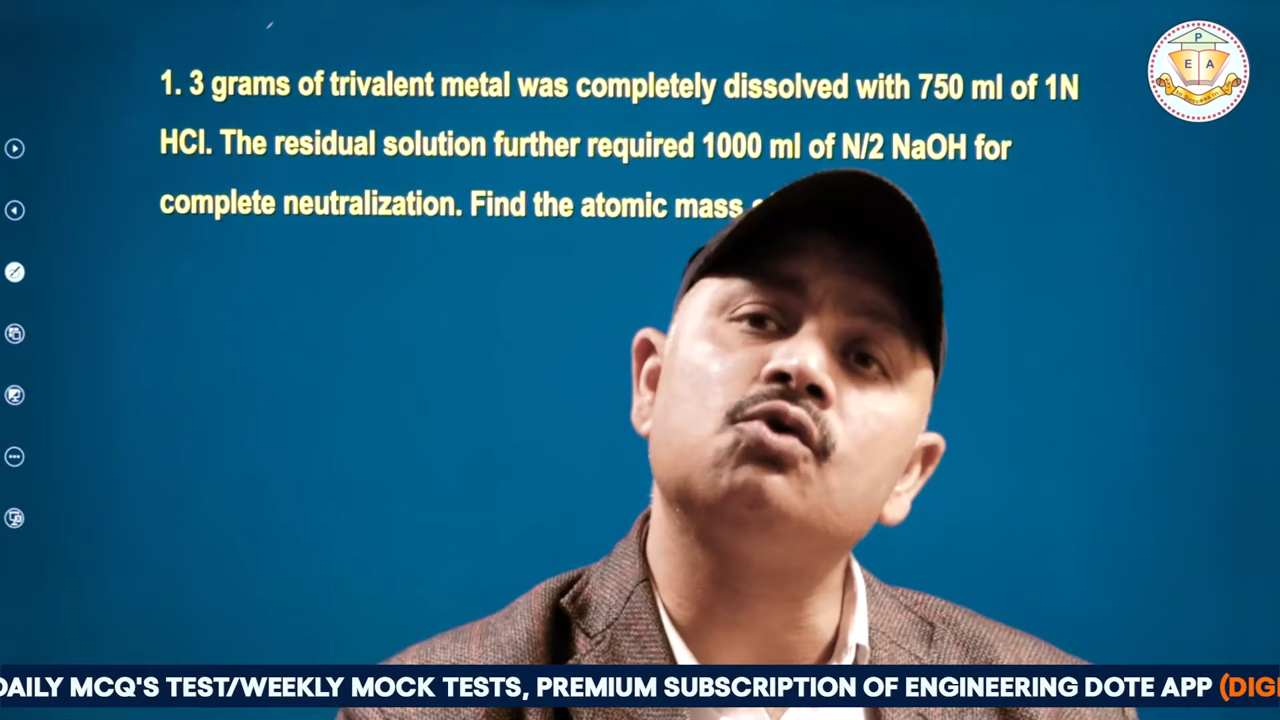 P
E A
1. 3 grams of trivalent metal was completely dissolved with 750 ml of 1N
HCl. The residual solution further required 1000 ml of N/2 NaOH for
complete neutralization. Find the atomic mass
DAILY MCQ'S TEST/WEEKLY MOCK TESTS, PREMIUM SUBSCRIPTION OF ENGINEERING DOTE APP (DIGI